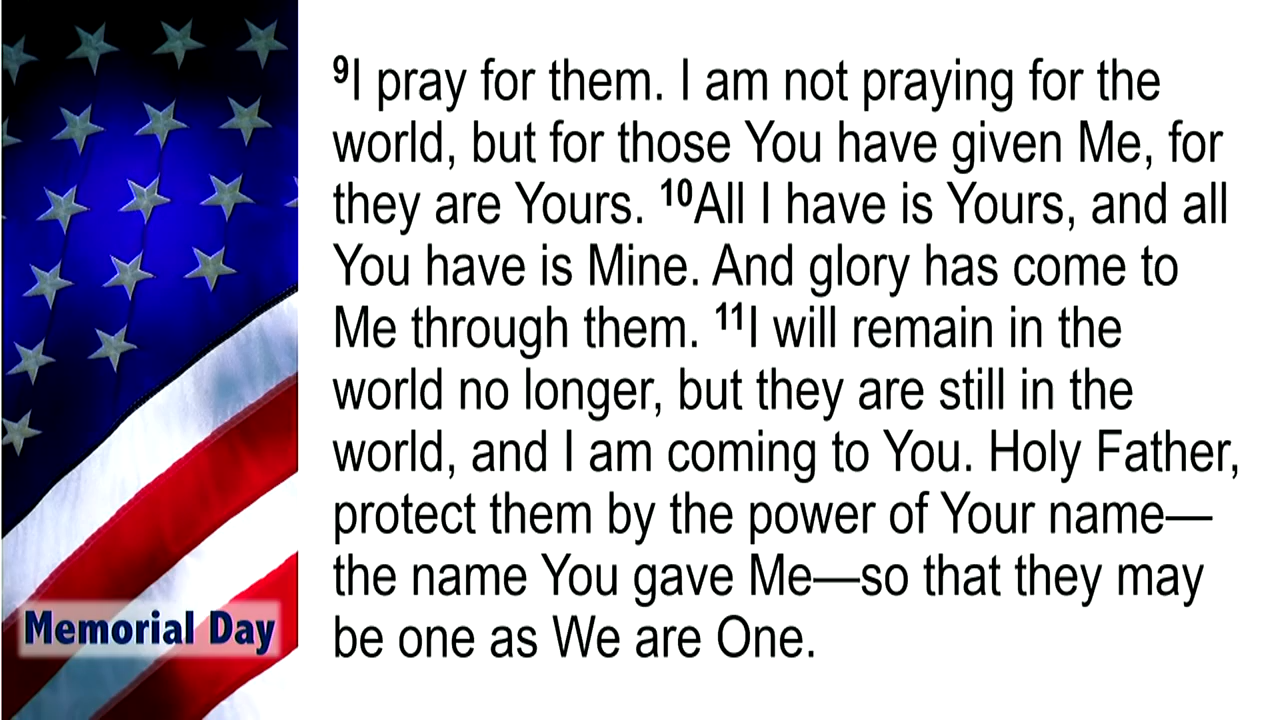 ⁹I pray for them. I am not praying for the
world, but for those You have given Me, for
they are Yours. ¹⁰All I have is Yours, and all
You have is Mine. And glory has come to
Me through them. ¹¹I will remain in the
world no longer, but they are still in the
world, and I am coming to You. Holy Father,
protect them by the power of Your name—
the name You gave Me—so that they may
be one as We are One.
Memorial Day